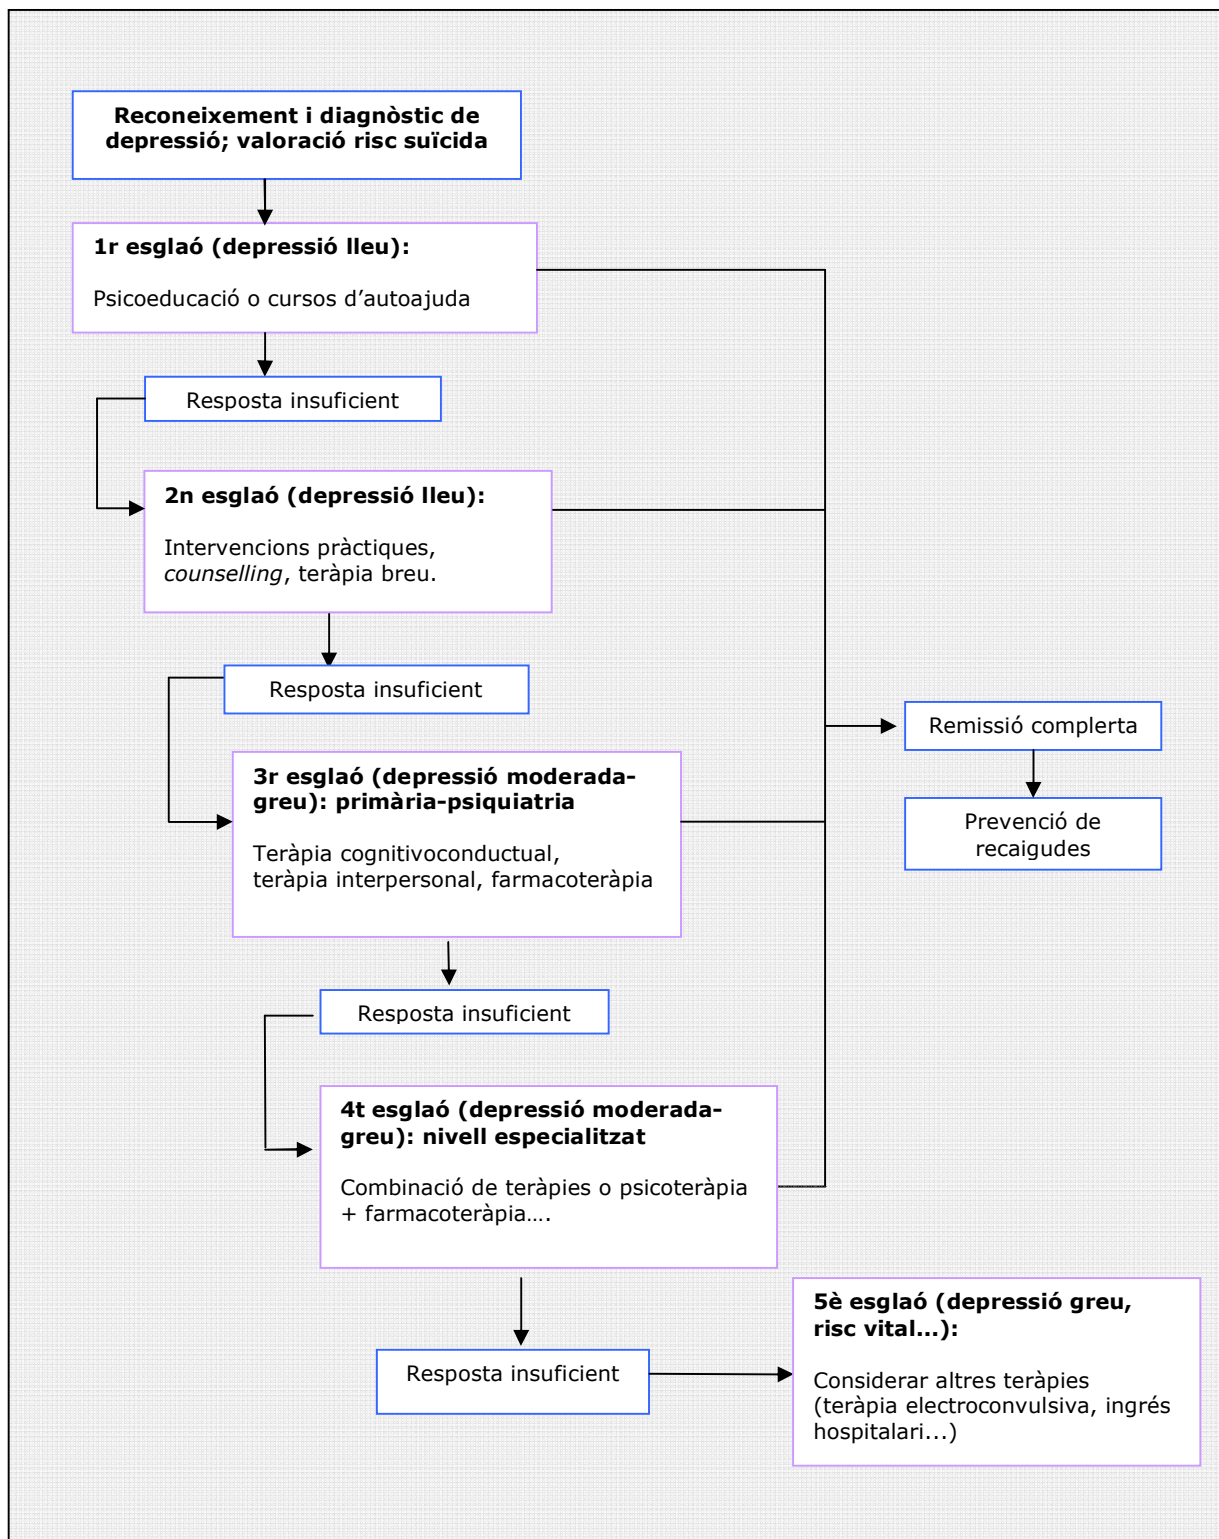 Reconeixement i diagnòstic de
depressió; valoració risc suïcida
1r esglaó (depressió lleu):
Psicoeducació o cursos d’autoajuda
Resposta insuficient
2n esglaó (depressió lleu):
Intervencions pràctiques,
counselling, teràpia breu.
Resposta insuficient
3r esglaó (depressió moderada-
greu): primària-psiquiatria
Teràpia cognitivoconductual,
teràpia interpersonal, farmacoteràpia
Remissió complerta
Prevenció de
recaigudes
Resposta insuficient
4t esglaó (depressió moderada-
greu): nivell especialitzat
Combinació de teràpies o psicoteràpia
+ farmacoteràpia….
Resposta insuficient
5è esglaó (depressió greu,
risc vital...):
Considerar altres teràpies
(teràpia electroconvulsiva, ingrés
hospitalari...)